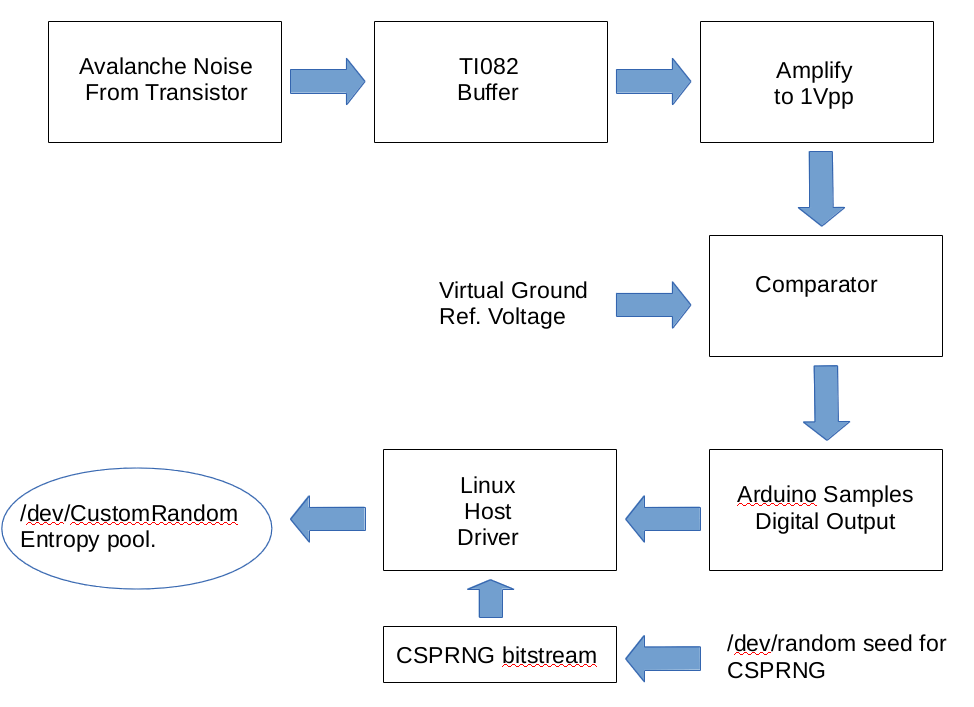 Avalanche Noise
From Transistor
TI082
Buffer
Amplify
to 1Vpp
Virtual Ground
Ref. Voltage
Comparator
/dev/CustomRandom
Entropy pool.
Linux
Host
Driver
Arduino Samples
Digital Output
CSPRNG bitstream
/dev/random seed for
CSPRNG